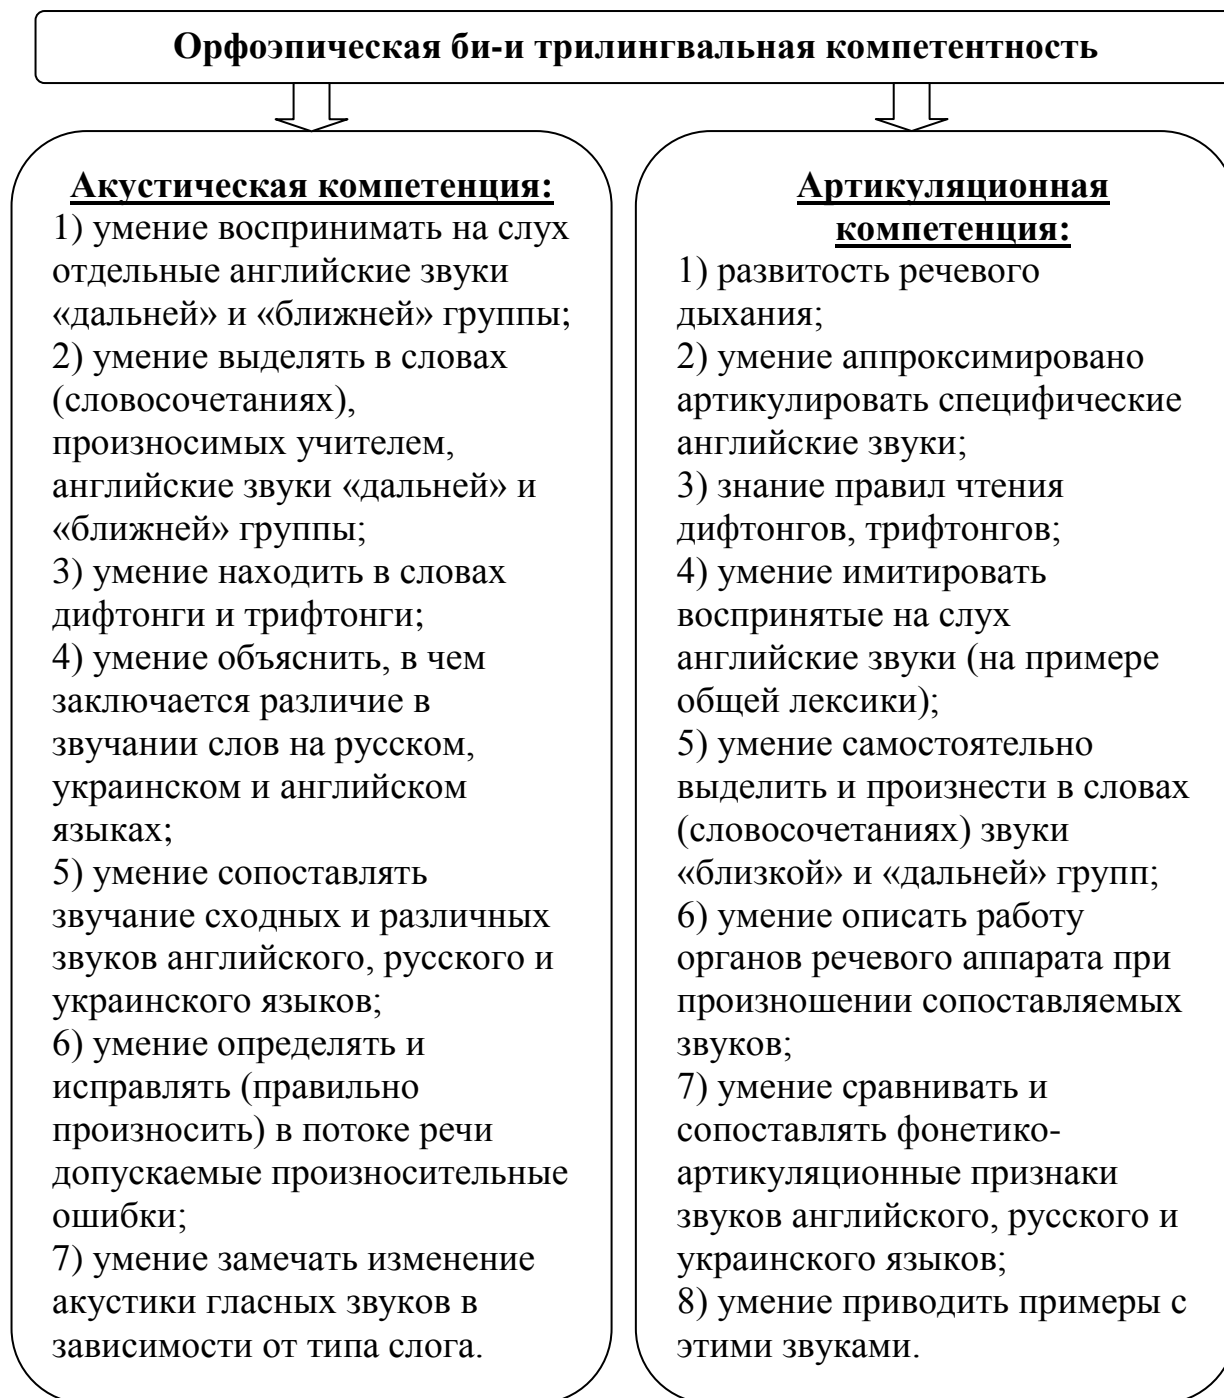 Орфоэпическая би-и трилингвальная компетентность
Акустическая компетенция:
1) умение воспринимать на слух
отдельные английские звуки
«дальней» и «ближней» группы;
2) умение выделять в словах
(словосочетаниях),
произносимых учителем,
английские звуки «дальней» и
«ближней» группы;
3) умение находить в словах
дифтонги и трифтонги;
4) умение объяснить, в чем
заключается различие в
звучании слов на русском,
украинском и английском
языках;
5) умение сопоставлять
звучание сходных и различных
звуков английского, русского и
украинского языков;
6) умение определять и
исправлять (правильно
произносить) в потоке речи
допускаемые произносительные
ошибки;
7) умение замечать изменение
акустики гласных звуков в
зависимости от типа слога.
Артикуляционная
компетенция:
1) развитость речевого
дыхания;
2) умение аппроксимировано
артикулировать специфические
английские звуки;
3) знание правил чтения
дифтонгов, трифтонгов;
4) умение имитировать
воспринятые на слух
английские звуки (на примере
общей лексики);
5) умение самостоятельно
выделить и произнести в словах
(словосочетаниях) звуки
«близкой» и «дальней» групп;
6) умение описать работу
органов речевого аппарата при
произношении сопоставляемых
звуков;
7) умение сравнивать и
сопоставлять фонетико-
артикуляционные признаки
звуков английского, русского и
украинского языков;
8) умение приводить примеры с
этими звуками.